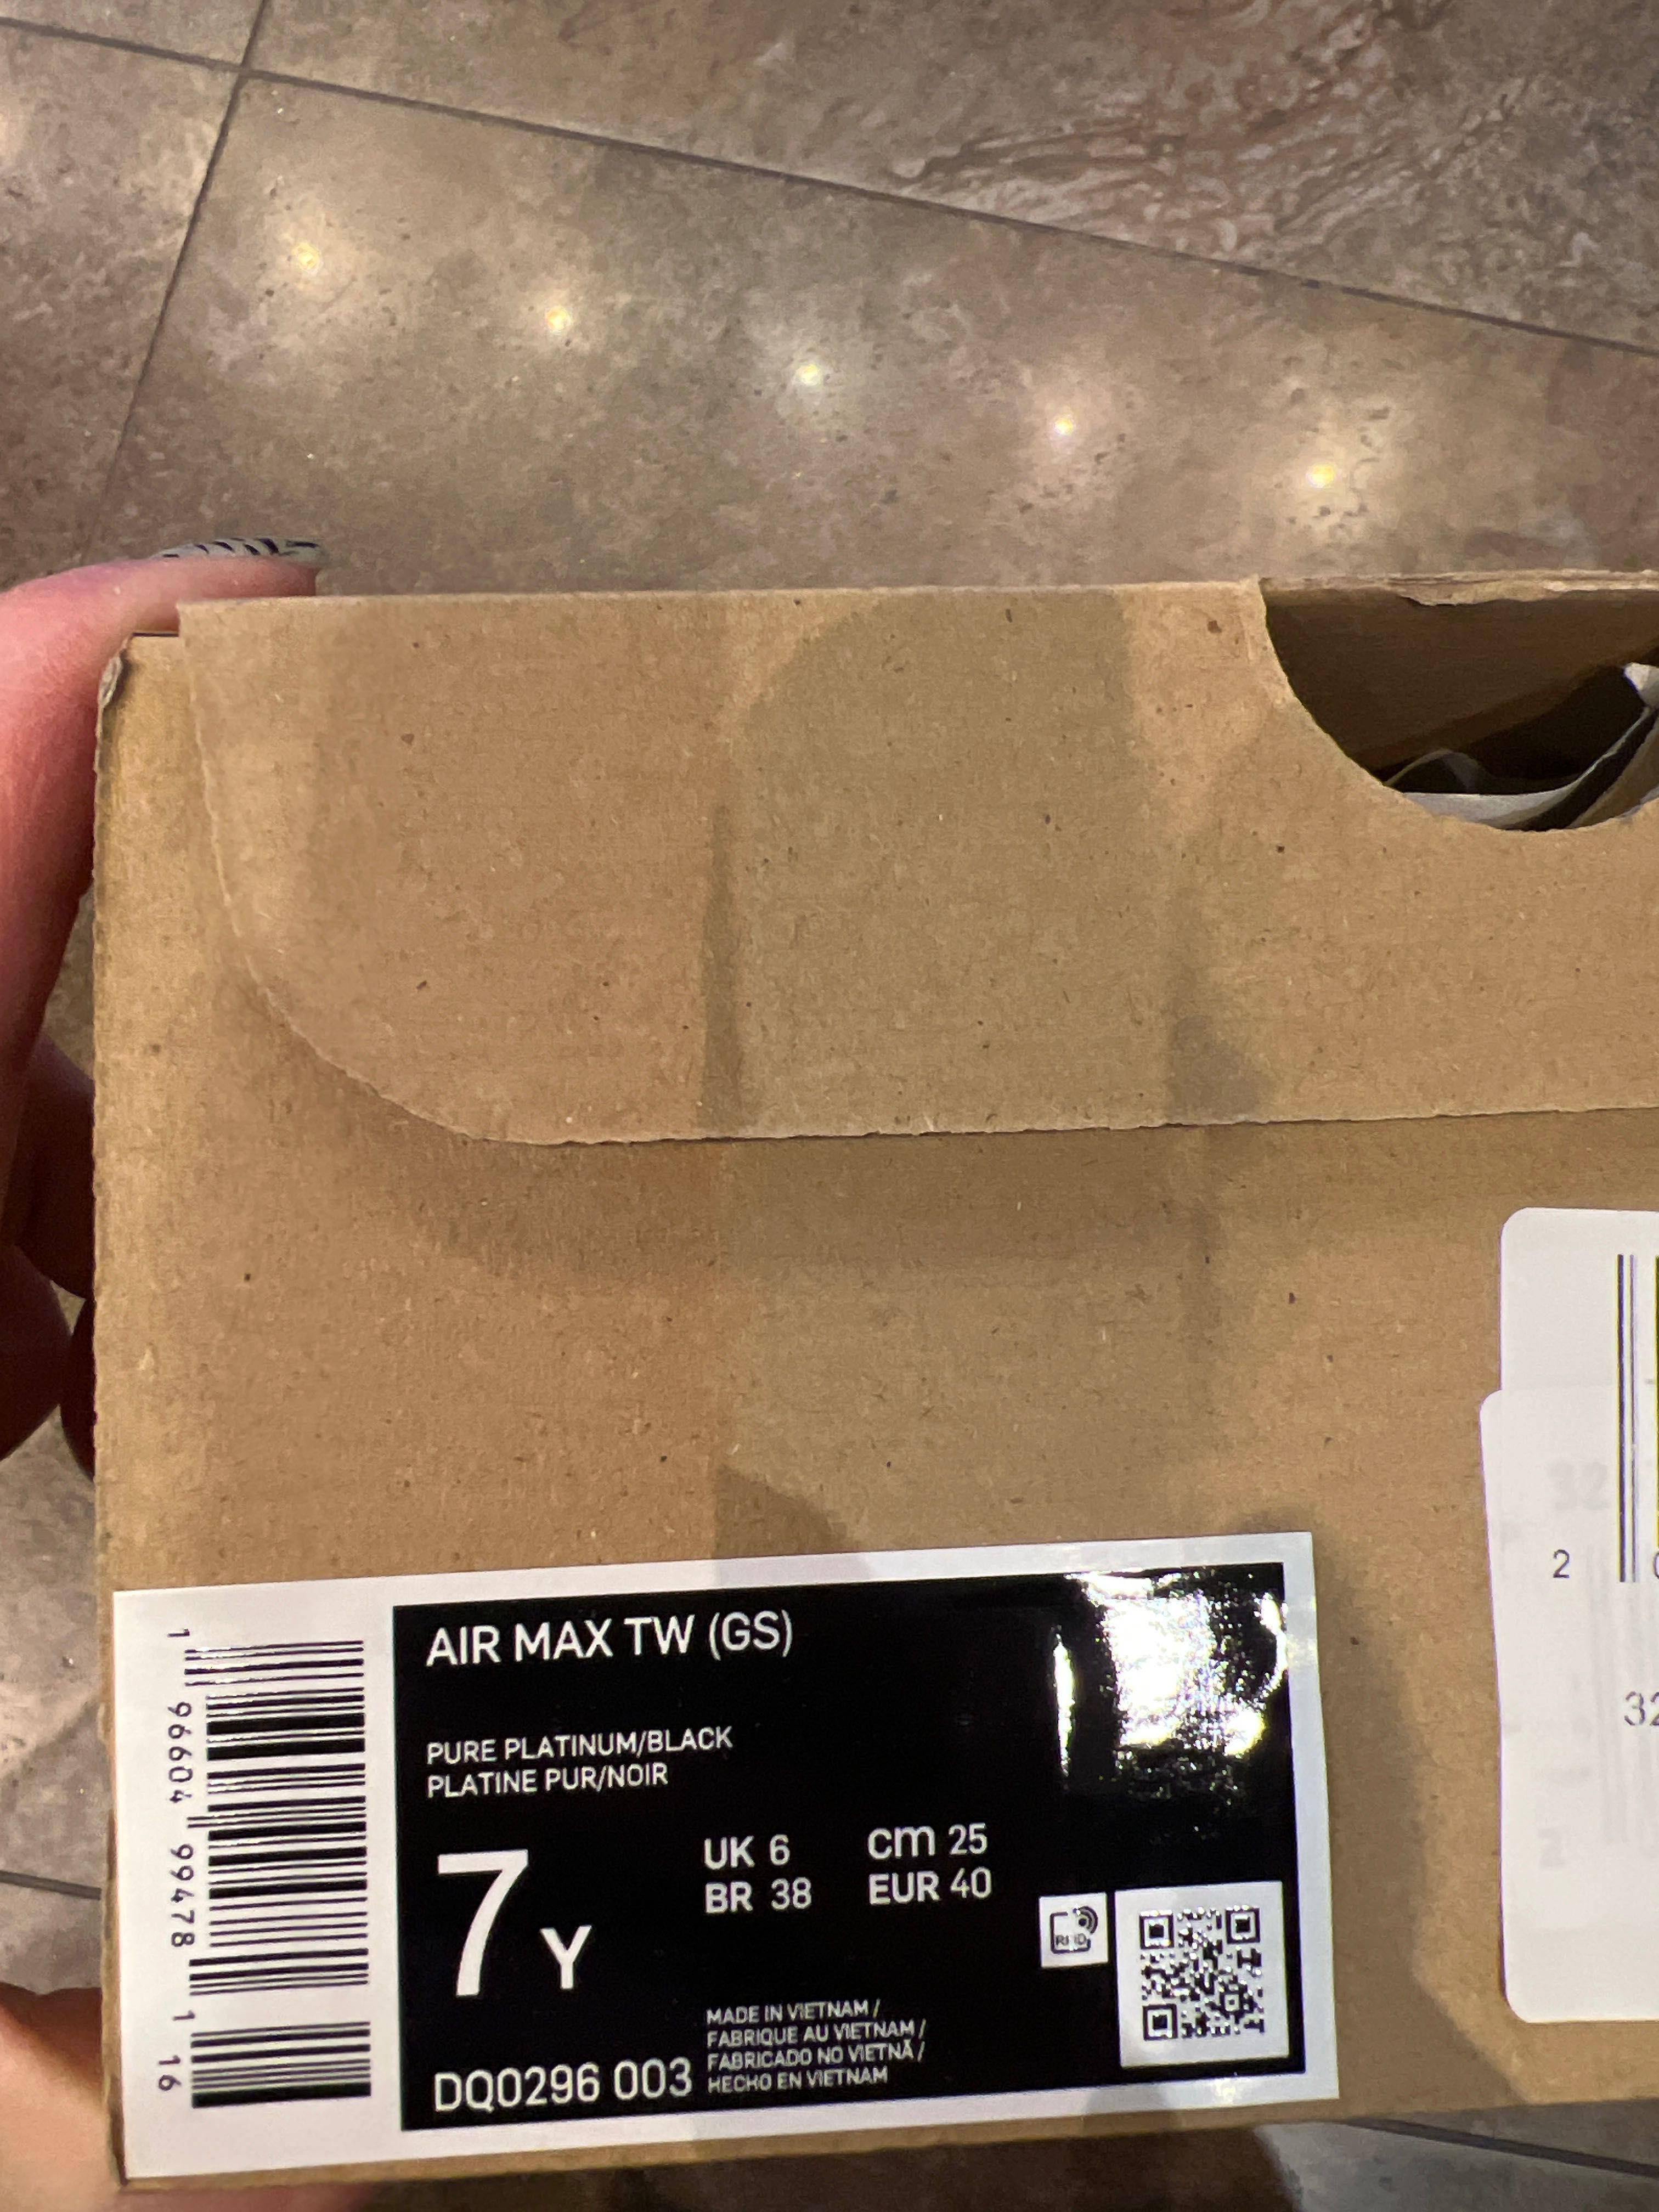 AIR MAX TW (GS)
PURE PLATINUM/BLACK
PLATINE PUR/NOIR
7 Y
UK 6 cm 25
BR 38 EUR 40
RFID
DQ0296 003
MADE IN VIETNAM /
FABRIQUE AU VIETNAM /
FABRICADO NO VIETNÃ /
HECHO EN VIETNAM
1 96604 99478 1 16
2
32